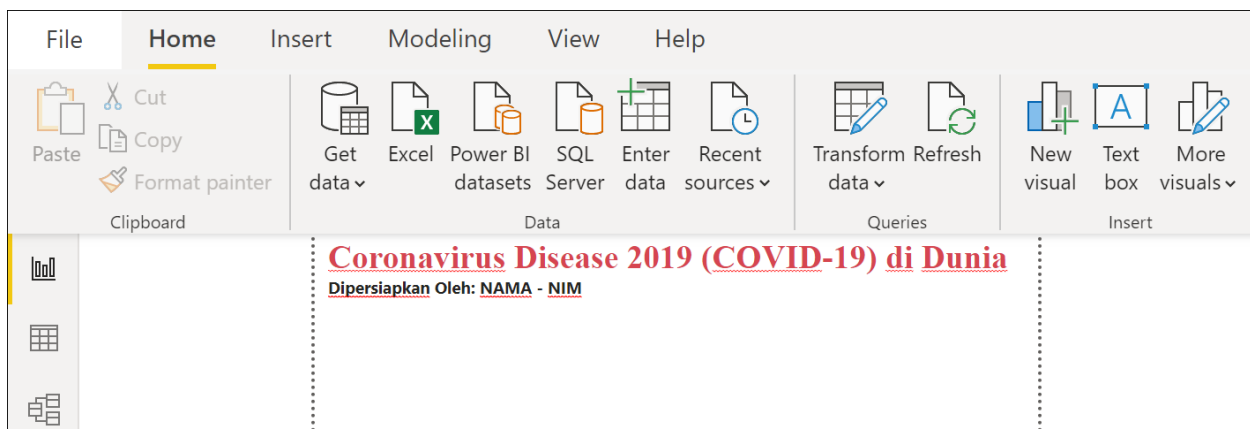 File Home Insert Modeling View Help
Paste
Cut
Copy
Format painter
Clipboard
Get data
Excel
X
Power BI datasets
SQL Server
Enter data
Recent sources
Data
Transform data
Refresh
Queries
New visual
A
Text box
More visuals
Insert
Coronavirus Disease 2019 (COVID-19) di Dunia
Dipersiapkan Oleh: NAMA - NIM